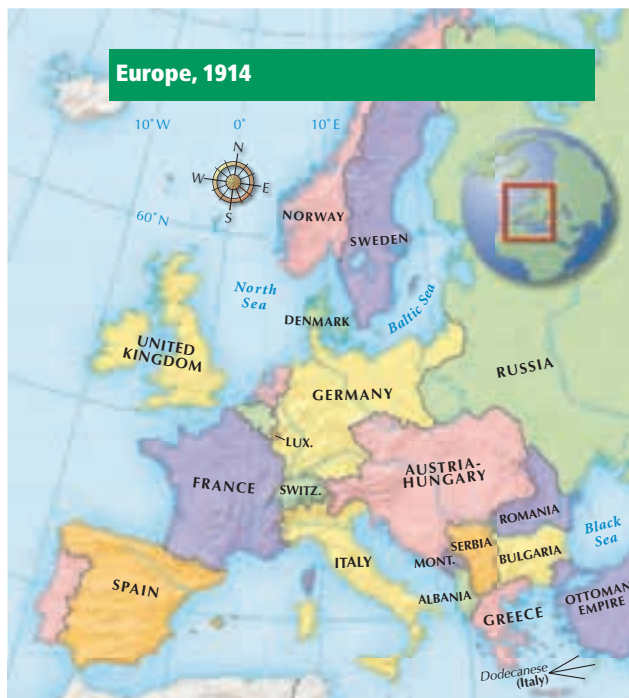 Europe, 1914
10°W
0°
10°E
N
W
E
S
60°N
NORWAY
SWEDEN
North
Sea
Baltic Sea
DENMARK
UNITED
KINGDOM
RUSSIA
GERMANY
LUX.
AUSTRIA-
HUNGARY
FRANCE
SWITZ.
ROMANIA
Black
Sea
SERBIA
MONT.
BULGARIA
ITALY
SPAIN
ALBANIA
GREECE
OTTOMAN
EMPIRE
Dodecanese
(Italy)